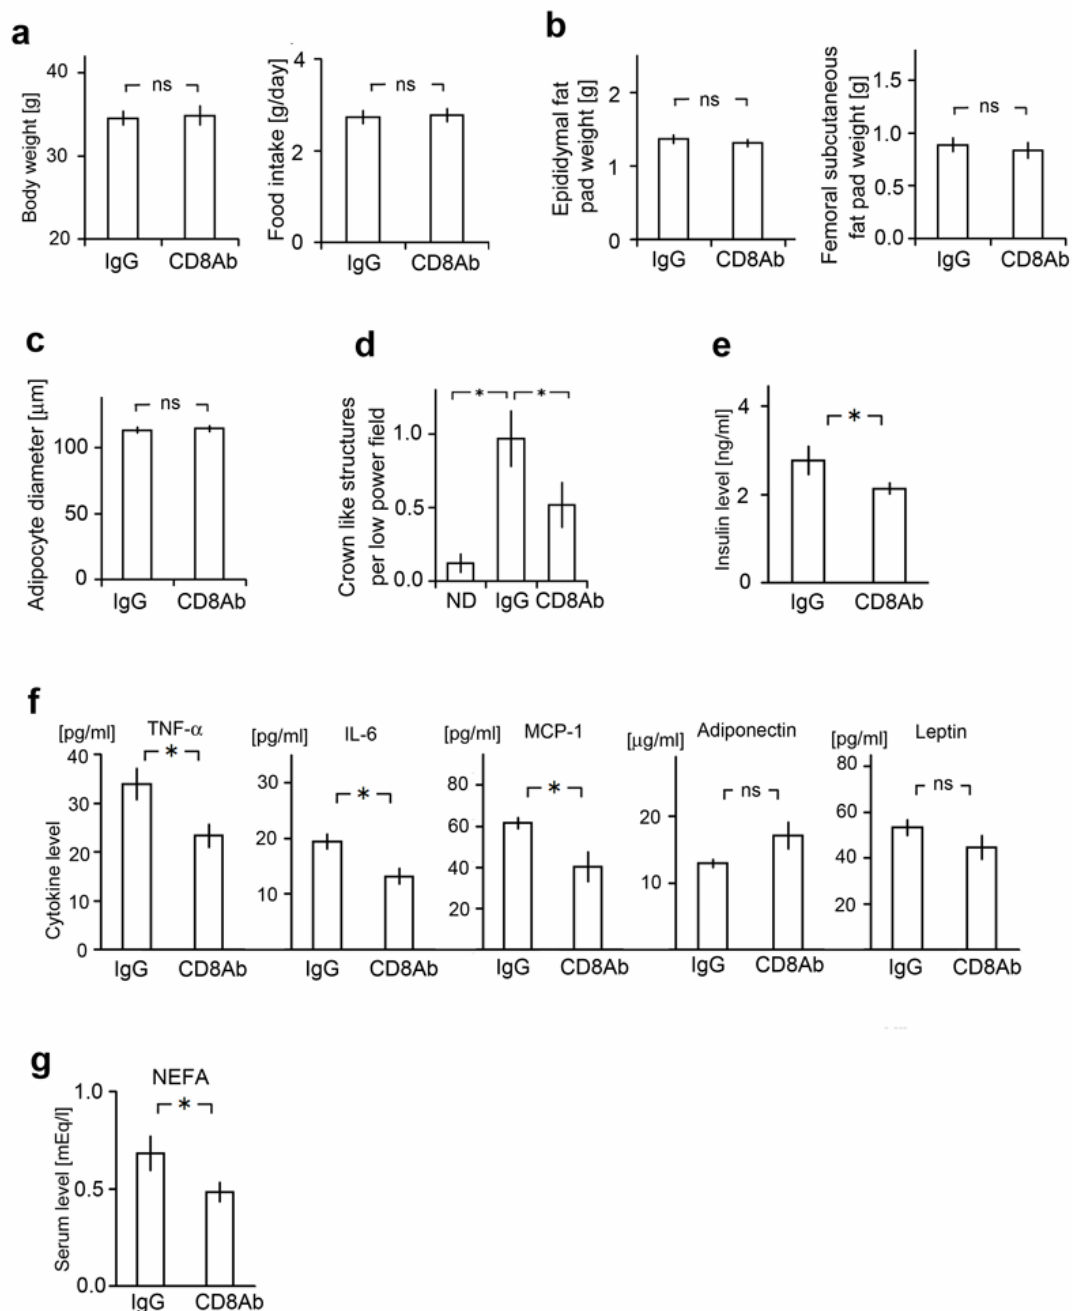 a
Body weight [g]
40
30
20
ns
IgG CD8Ab
Food intake [g/day]
4
2
0
ns
IgG CD8Ab
b
Epididymal fat
pad weight [g]
2
1
0
ns
IgG CD8Ab
Femoral subcutaneous
fat pad weight [g]
1.5
1.0
0.5
0.0
ns
IgG CD8Ab
c
Adipocyte diameter [µm]
100
50
0
ns
IgG CD8Ab
d
Crown like structures
per low power field
1.0
0.5
0.0
* *
ND IgG CD8Ab
e
Insulin level [ng/ml]
4
2
0
*
IgG CD8Ab
f
Cytokine level
[pg/ml] TNF-α
40
30
20
10
0
*
IgG CD8Ab
[pg/ml] IL-6
30
20
10
*
IgG CD8Ab
[pg/ml] MCP-1
80
60
40
20
*
IgG CD8Ab
[µg/ml] Adiponectin
20
10
ns
IgG CD8Ab
[pg/ml] Leptin
80
60
40
20
ns
IgG CD8Ab
g
NEFA
Serum level [mEq/l]
1.0
0.5
0.0
*
IgG CD8Ab